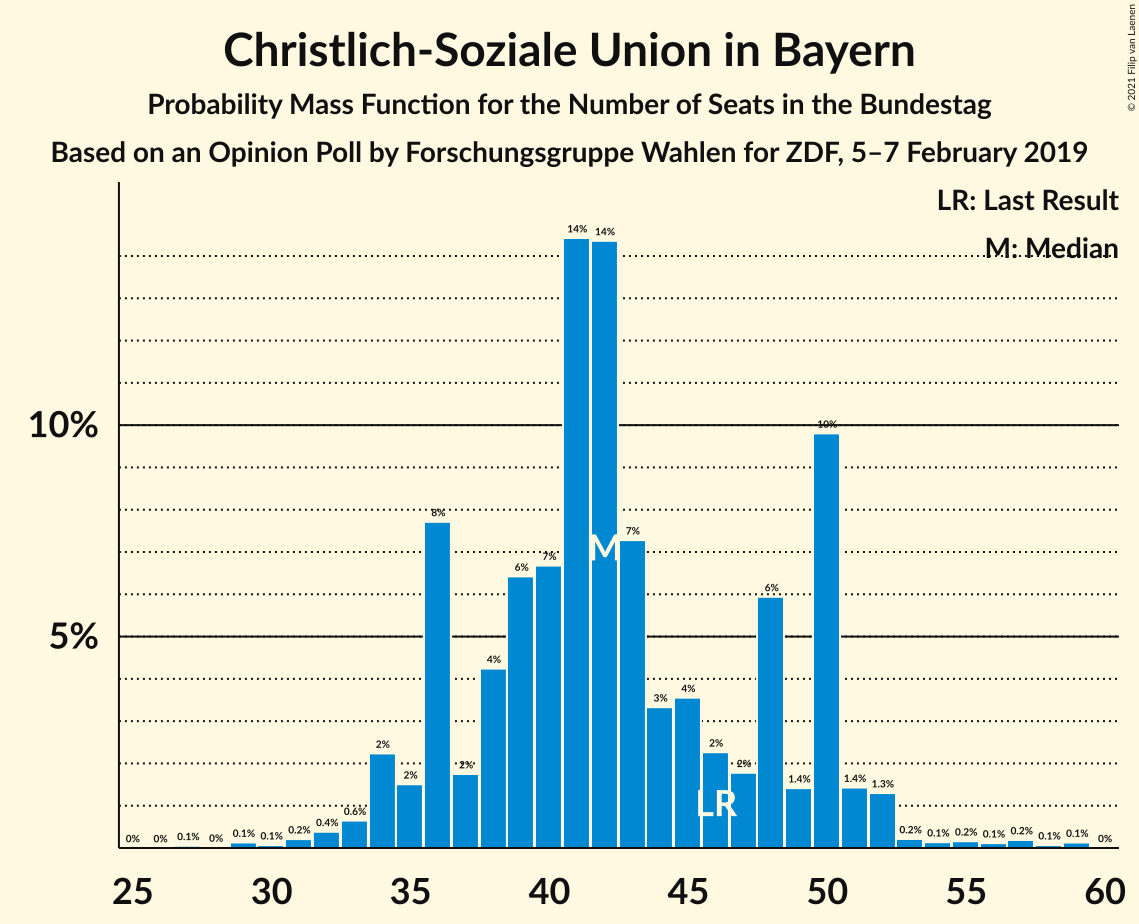 Christlich-Soziale Union in Bayern
Probability Mass Function for the Number of Seats in the Bundestag
Based on an Opinion Poll by Forschungsgruppe Wahlen for ZDF, 5–7 February 2019
© 2021 Filip van Laenen
LR: Last Result
M: Median
10%
5%
0% 0% 0.1% 0% 0.1% 0.1% 0.2% 0.4% 0.6% 2% 2% 8% 2% 4% 6% 7% 14% 14% 7% 3% 4% 2% 2% 6% 1.4% 10% 1.4% 1.3% 0.2% 0.1% 0.2% 0.1% 0.2% 0.1% 0.1% 0%
M
LR
25 30 35 40 45 50 55 60